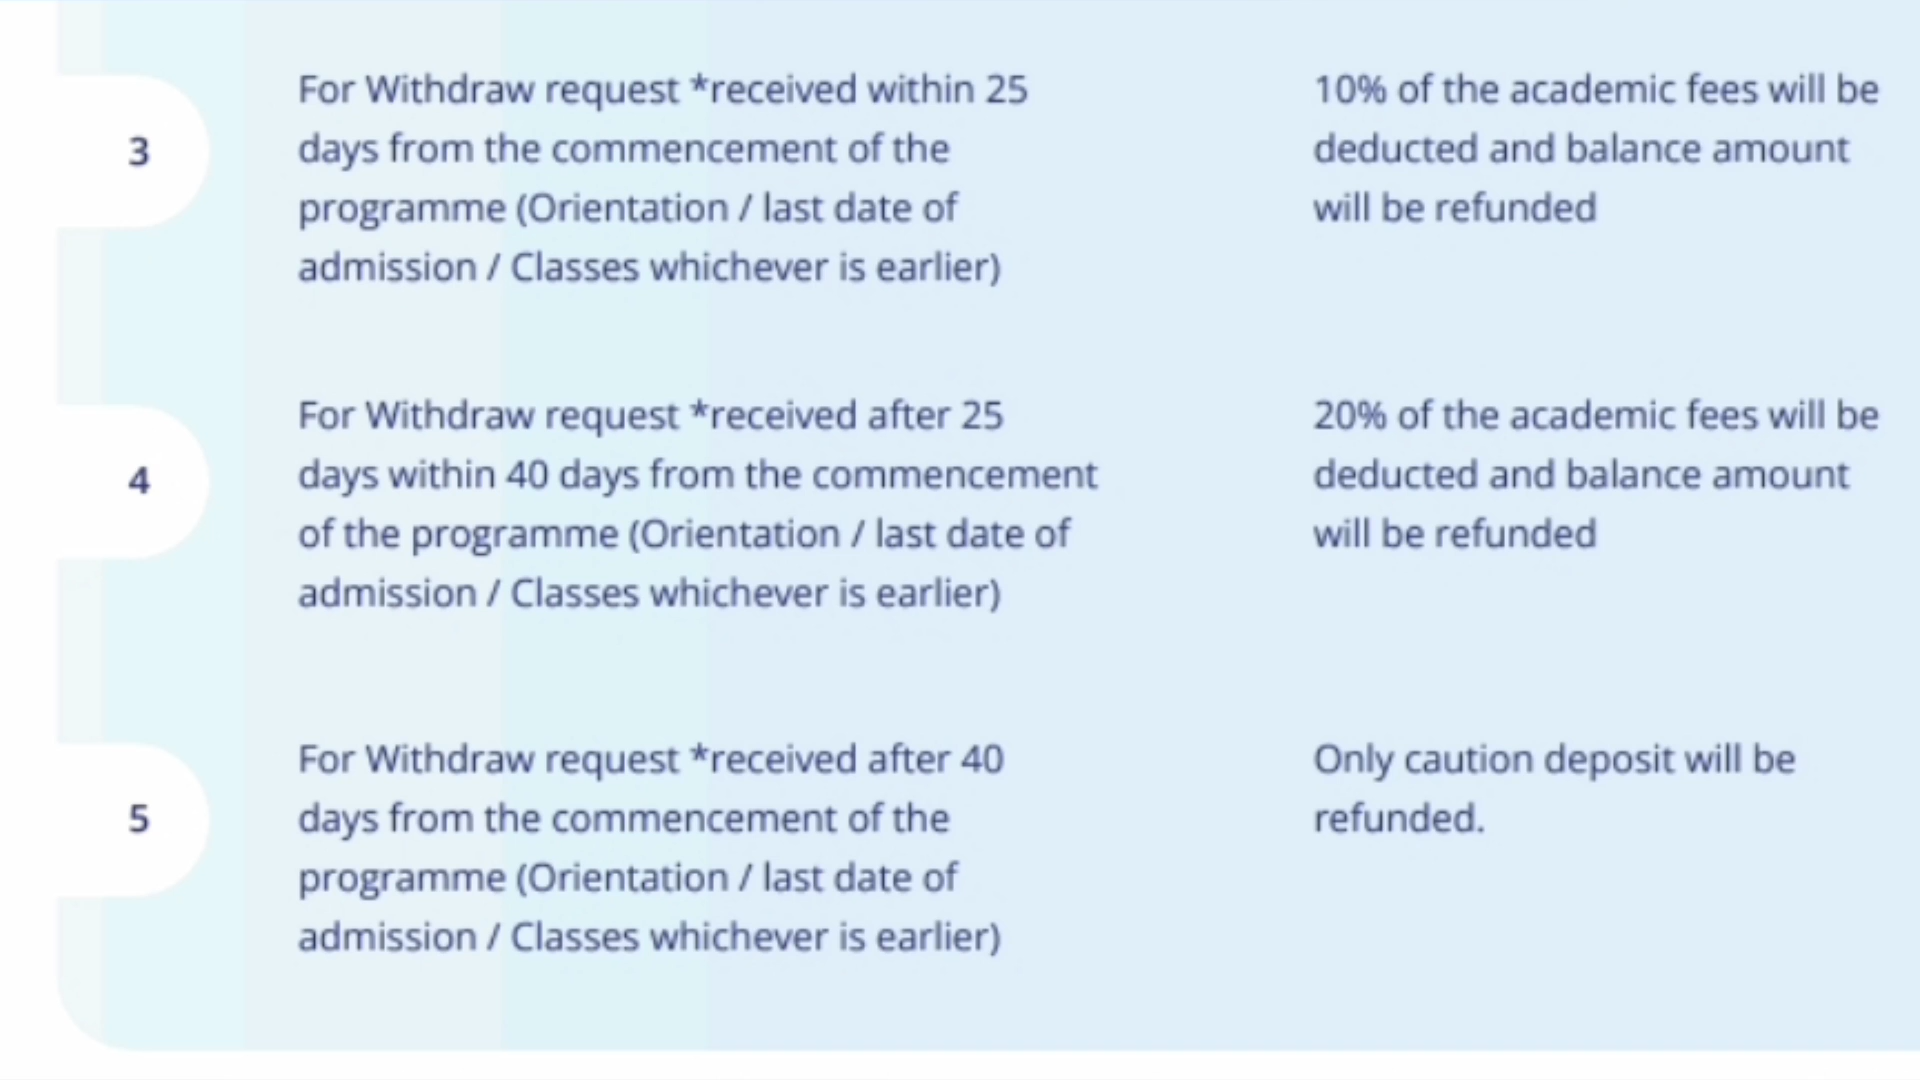 3
For Withdraw request *received within 25
days from the commencement of the
programme (Orientation / last date of
admission / Classes whichever is earlier)
10% of the academic fees will be
deducted and balance amount
will be refunded
4
For Withdraw request *received after 25
days within 40 days from the commencement
of the programme (Orientation / last date of
admission / Classes whichever is earlier)
20% of the academic fees will be
deducted and balance amount
will be refunded
5
For Withdraw request *received after 40
days from the commencement of the
programme (Orientation / last date of
admission / Classes whichever is earlier)
Only caution deposit will be
refunded.